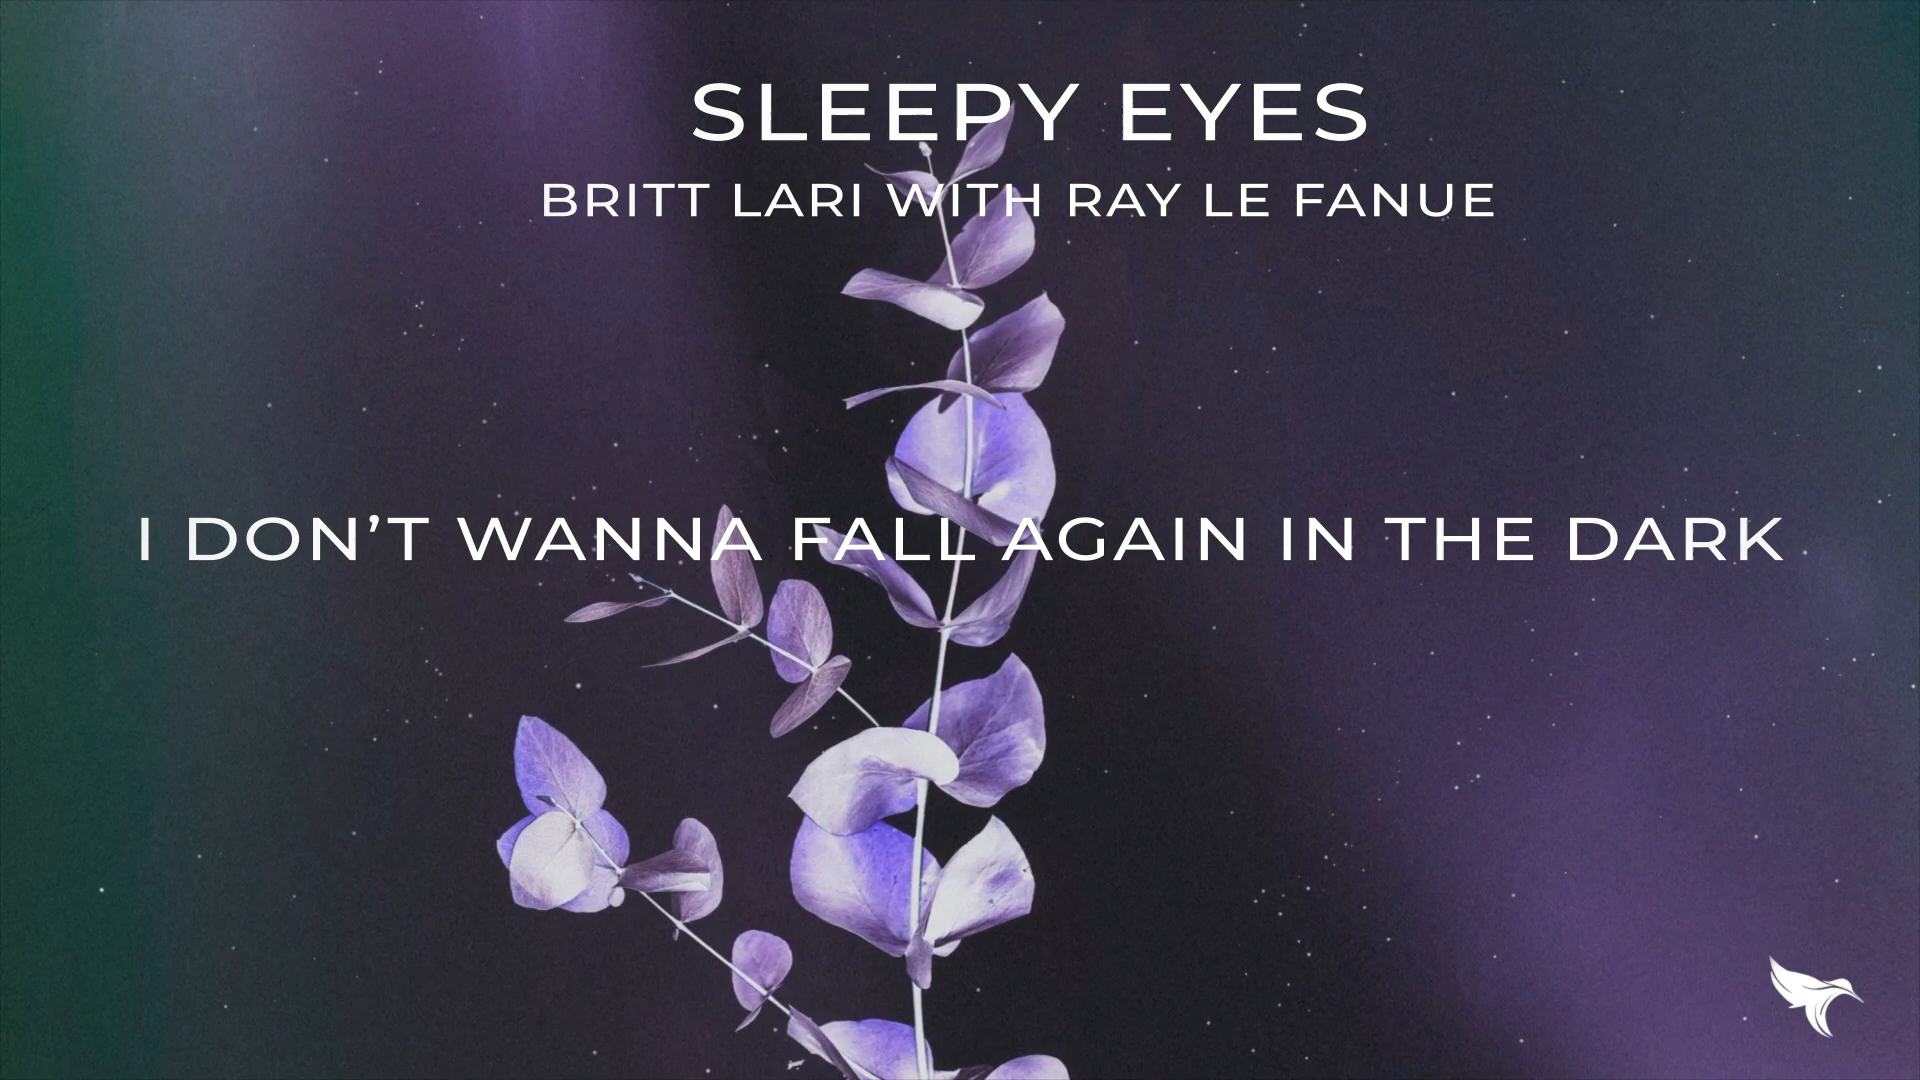 SLEEPY EYES
BRITT LARI WITH RAY LE FANUE
I DON’T WANNA FALL AGAIN IN THE DARK